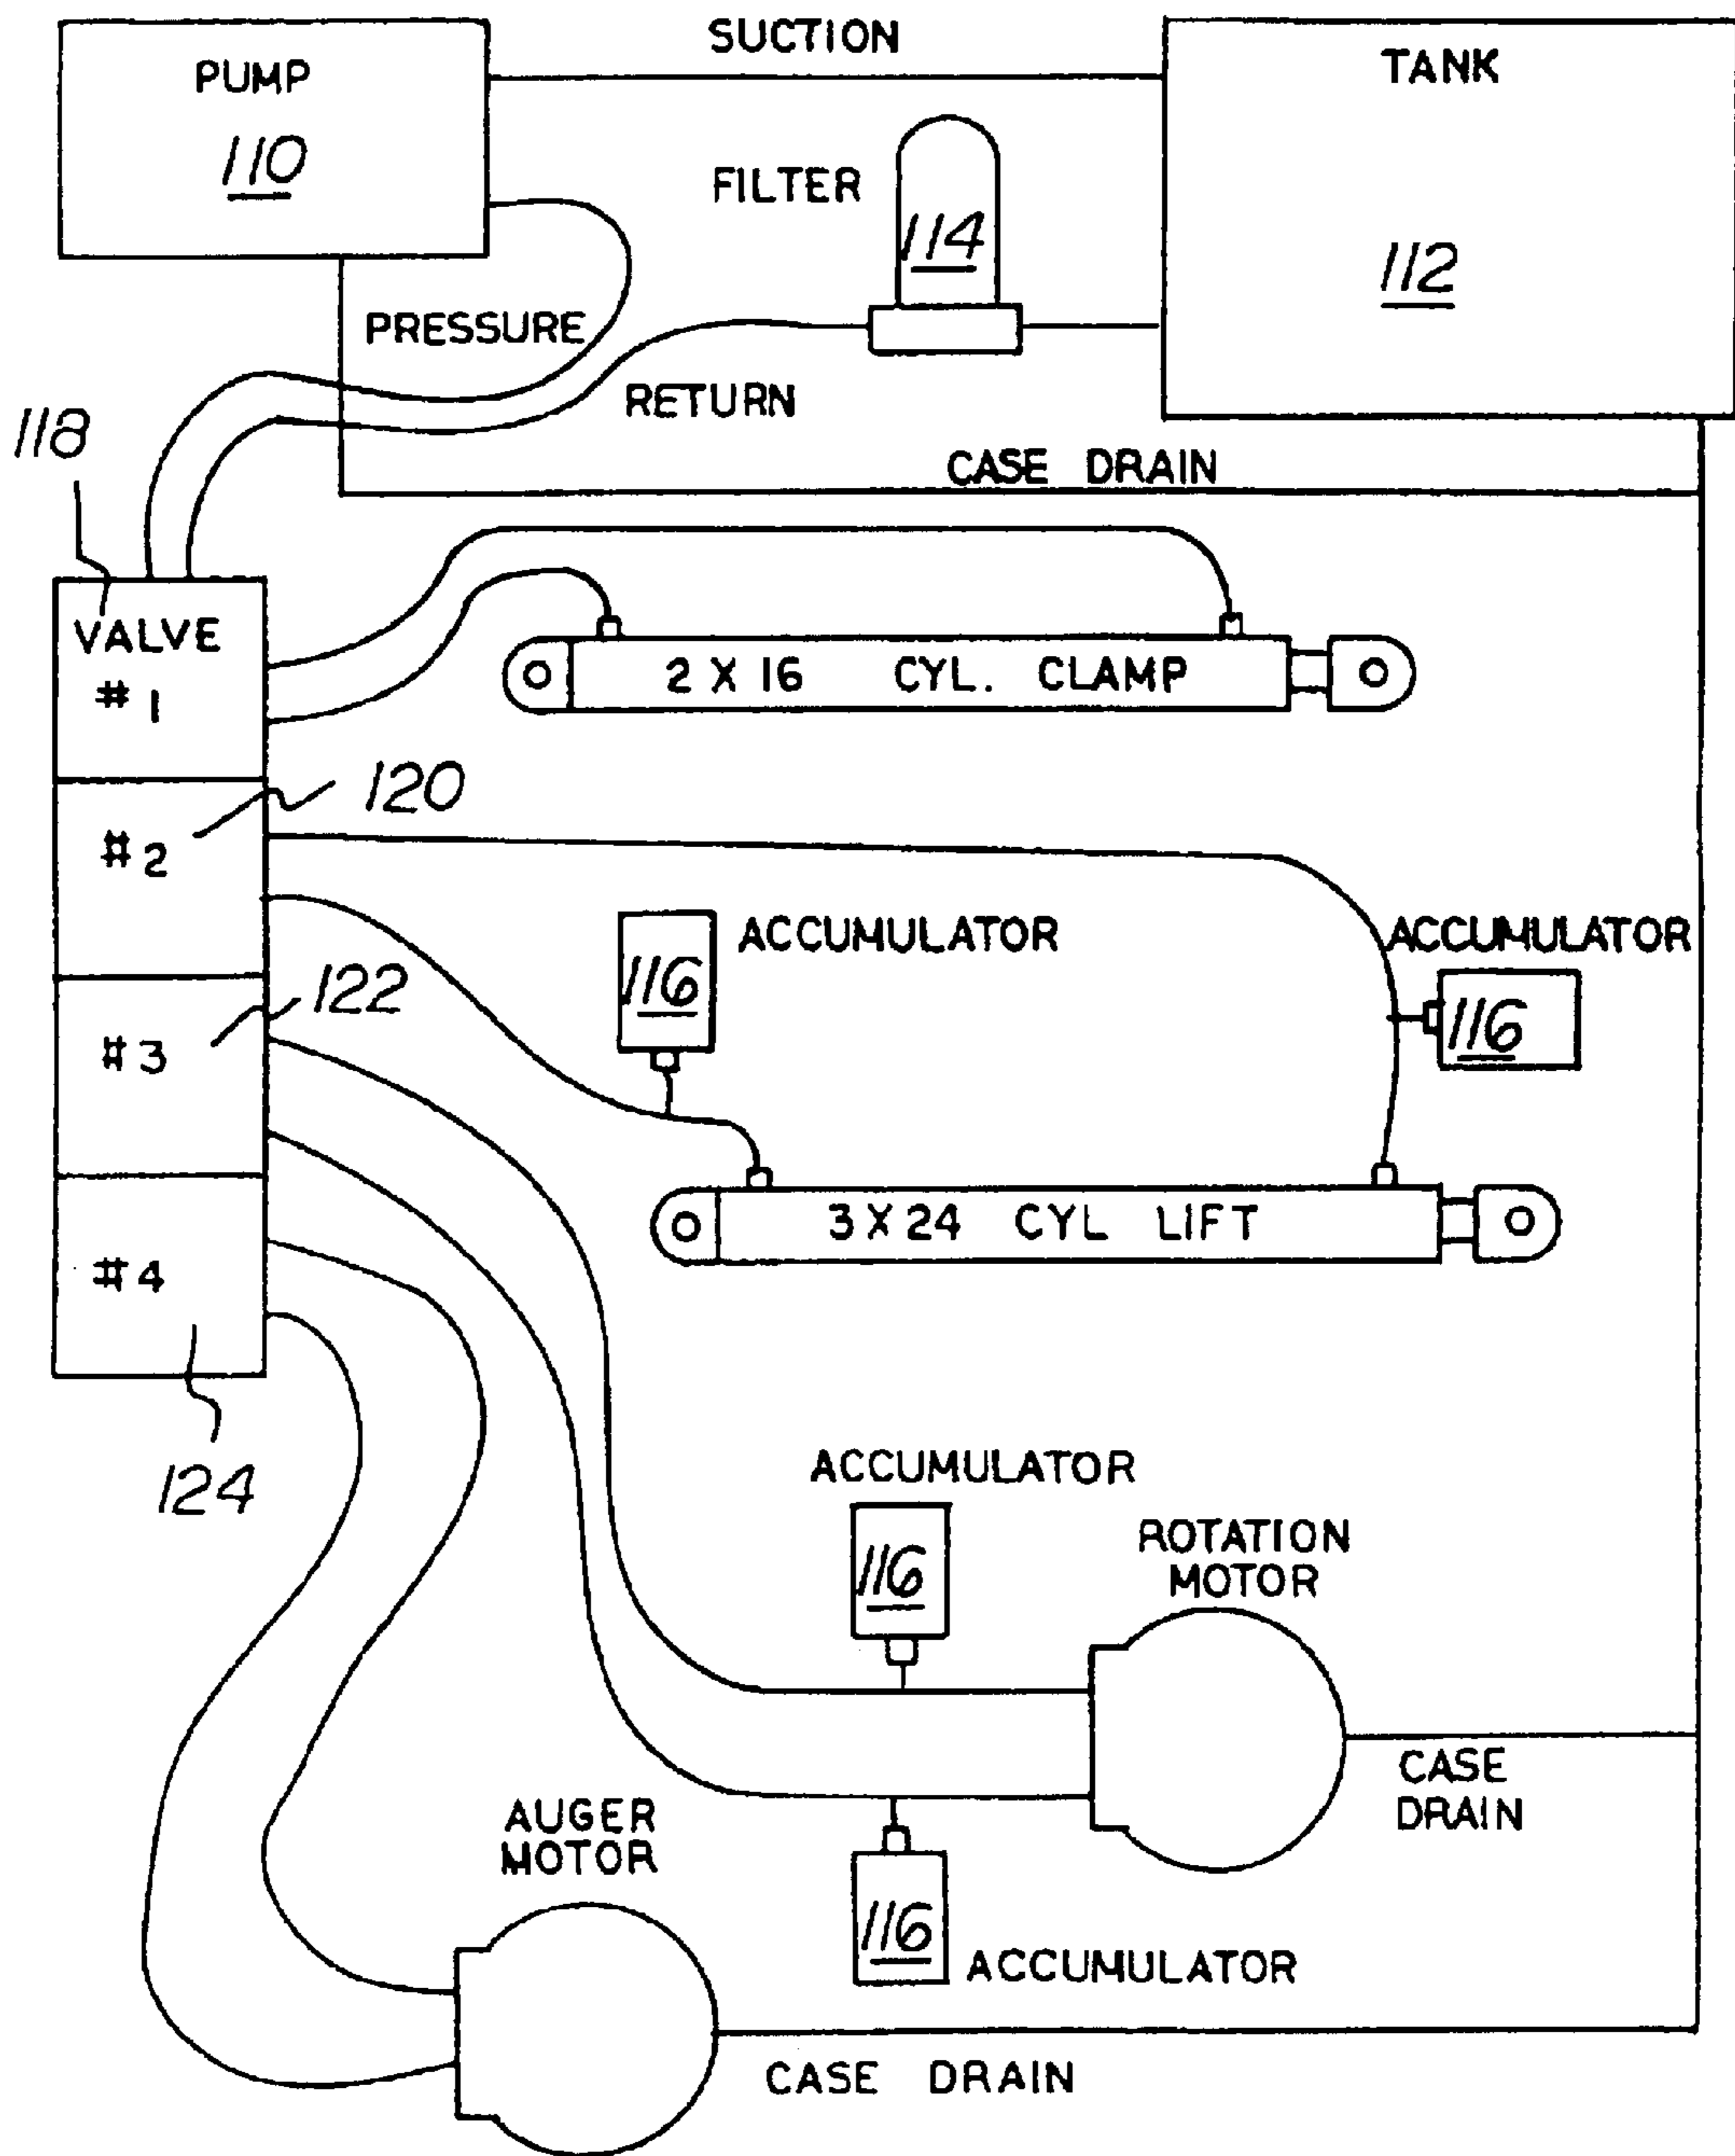 SUCTION
PUMP
110
TANK
FILTER
114
112
PRESSURE
RETURN
118
CASE DRAIN
VALVE
#1
2 X 16 CYL. CLAMP
120
#2
ACCUMULATOR
116
ACCUMULATOR
116
122
#3
3 X 24 CYL LIFT
#4
124
ACCUMULATOR
116
ROTATION
MOTOR
CASE
DRAIN
AUGER
MOTOR
116
ACCUMULATOR
CASE DRAIN